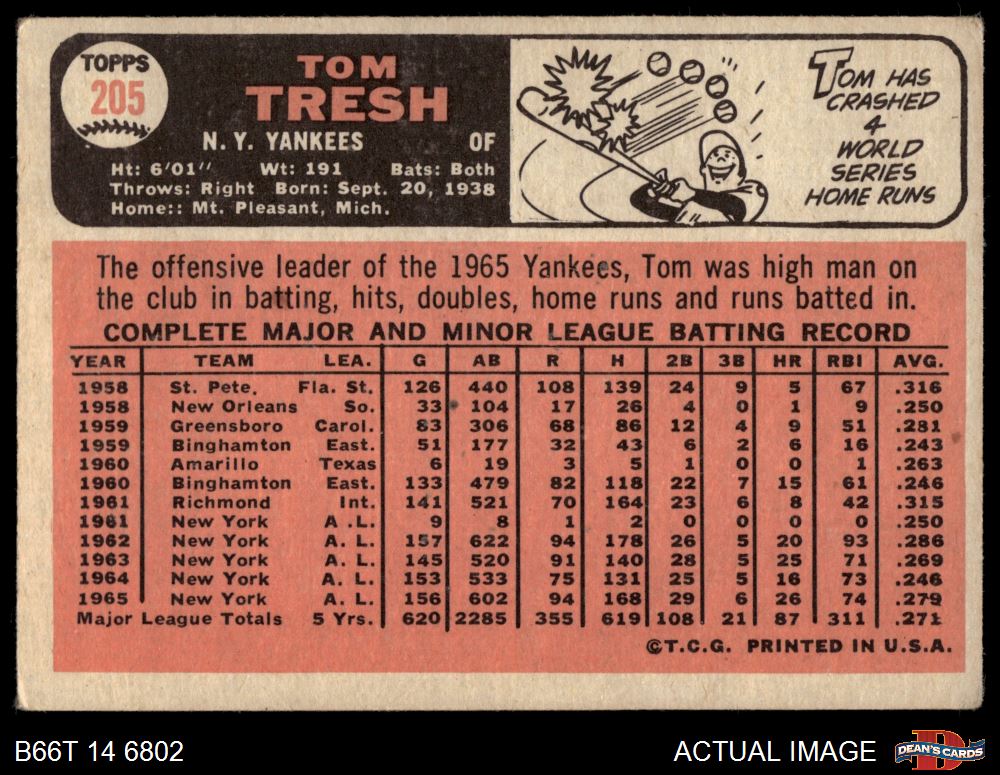 TOPPS
205
TOM
TRESH
N. Y. YANKEES OF
Ht: 6'01" Wt: 191 Bats: Both
Throws: Right Born: Sept. 20, 1938
Home:: Mt. Pleasant, Mich.
TOM HAS
CRASHED
4
WORLD
SERIES
HOME RUNS
The offensive leader of the 1965 Yankees, Tom was high man on
the club in batting, hits, doubles, home runs and runs batted in.
COMPLETE MAJOR AND MINOR LEAGUE BATTING RECORD
YEAR TEAM LEA. G AB R H 2B 3B HR RBI AVG.
1958 St. Pete. Fla. St. 126 440 108 139 24 9 5 67 .316
1958 New Orleans So. 33 104 17 26 4 0 1 9 .250
1959 Greensboro Carol. 83 306 68 86 12 4 9 51 .281
1959 Binghamton East. 51 177 32 43 6 2 6 16 .243
1960 Amarillo Texas 6 19 3 5 1 0 0 1 .263
1960 Binghamton East. 133 479 82 118 22 7 15 61 .246
1961 Richmond Int. 141 521 70 164 23 6 8 42 .315
1961 New York A .L. 9 8 1 2 0 0 0 0 .250
1962 New York A. L. 157 622 94 178 26 5 20 93 .286
1963 New York A. L. 145 520 91 140 28 5 25 71 .269
1964 New York A. L. 153 533 75 131 25 5 16 73 .246
1965 New York A. L. 156 602 94 168 29 6 26 74 .279
Major League Totals 5 Yrs. 620 2285 355 619 108 21 87 311 .271
©T.C.G. PRINTED IN U.S.A.
B66T 14 6802 ACTUAL IMAGE DEAN'S CARDS